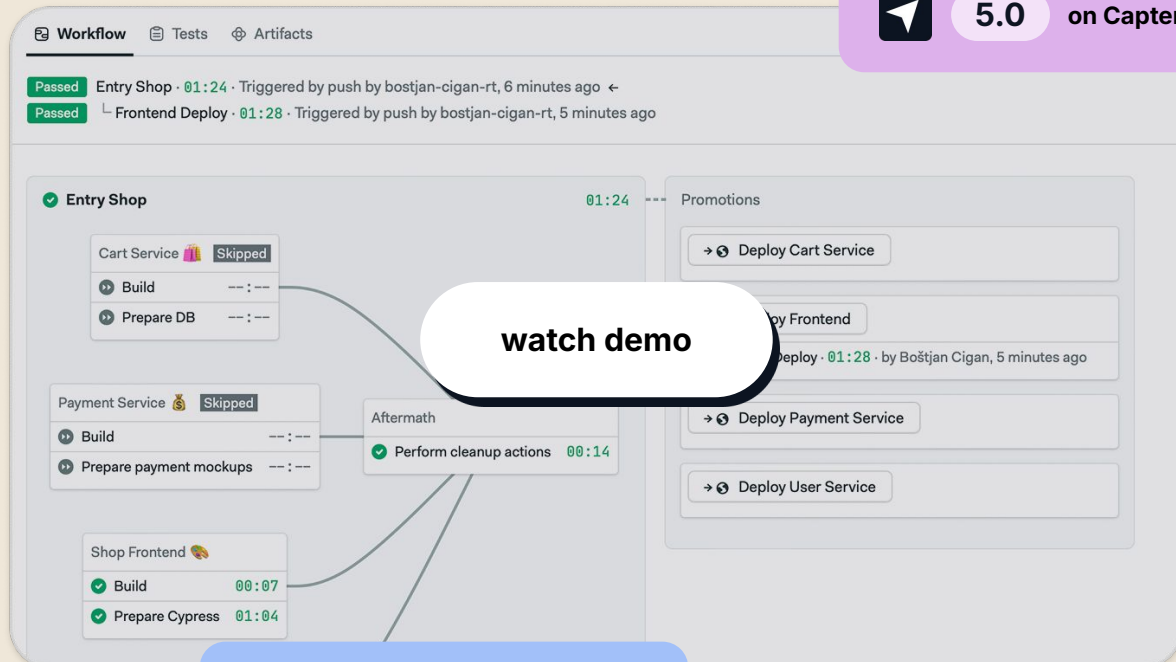 5.0 on Capter
Workflow Tests Artifacts
Passed Entry Shop · 01:24 · Triggered by push by bostjan-cigan-rt, 6 minutes ago ←
Passed Frontend Deploy · 01:28 · Triggered by push by bostjan-cigan-rt, 5 minutes ago
Entry Shop 01:24
Cart Service 🛍️ Skipped
Build --:--
Prepare DB --:--
Payment Service 💰 Skipped
Build --:--
Prepare payment mockups --:--
Shop Frontend 🎨
Build 00:07
Prepare Cypress 01:04
Aftermath
Perform cleanup actions 00:14
watch demo
Promotions
Deploy Cart Service
oy Frontend
Deploy · 01:28 · by Boštjan Cigan, 5 minutes ago
Deploy Payment Service
Deploy User Service